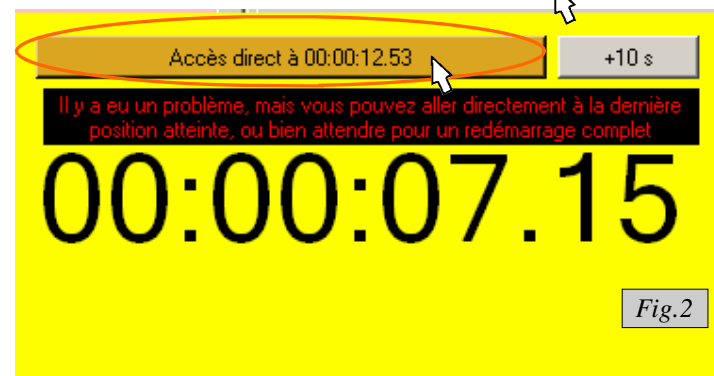 Accès direct à 00:00:12.53
+10 s
Il y a eu un problème, mais vous pouvez aller directement à la dernière
position atteinte, ou bien attendre pour un redémarrage complet
00:00:07.15
Fig.2